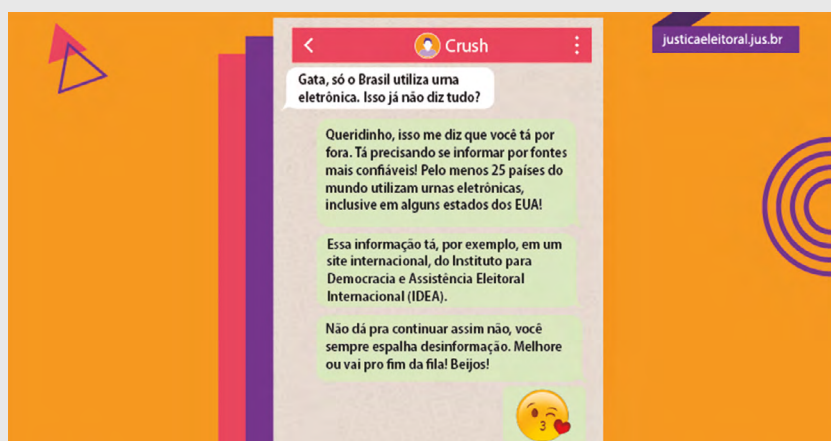 justicaeleitoral.jus.br
Crush
Gata, só o Brasil utiliza urna
eletrônica. Isso já não diz tudo?
Queridinho, isso me diz que você tá por
fora. Tá precisando se informar por fontes
mais confiáveis! Pelo menos 25 países do
mundo utilizam urnas eletrônicas,
inclusive em alguns estados dos EUA!
Essa informação tá, por exemplo, em um
site internacional, do Instituto para
Democracia e Assistência Eleitoral
Internacional (IDEA).
Não dá pra continuar assim não, você
sempre espalha desinformação. Melhore
ou vai pro fim da fila! Beijos!